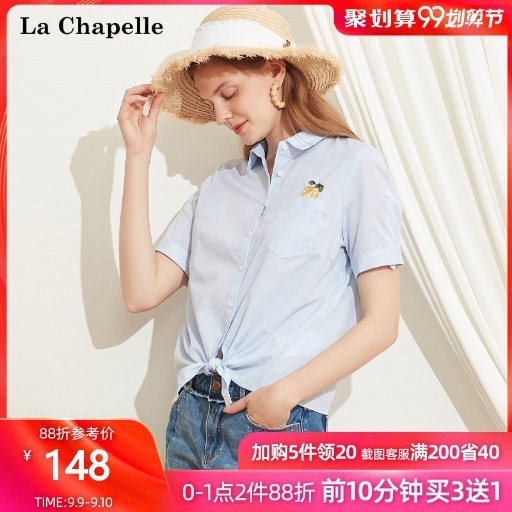 La Chapelle
聚划算 99划算节
88折参考价
¥ 148
TIME:9.9-9.10
加购5件领20 截图客服满200省40
0-1点2件88折 前10分钟买3送1